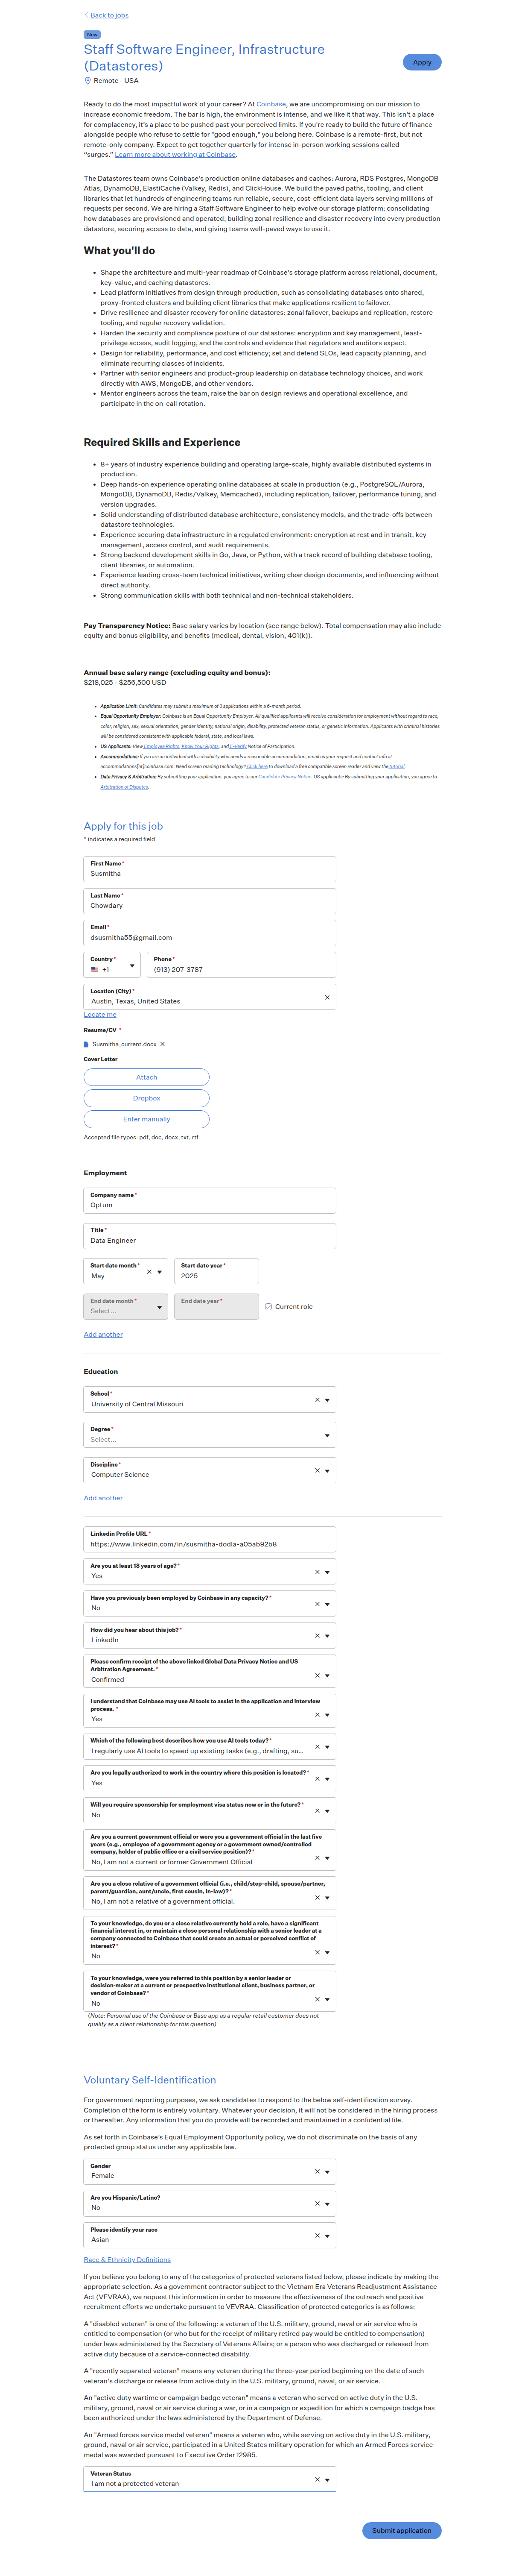 Back to jobs
New
Staff Software Engineer, Infrastructure
(Datastores)
Apply
Remote - USA
Ready to do the most impactful work of your career? At Coinbase, we are uncompromising on our mission to
increase economic freedom. The bar is high, the environment is intense, and we like it that way. This isn't a place
for complacency, it's a place to be pushed past your perceived limits. If you're ready to build the future of finance
alongside people who refuse to settle for "good enough," you belong here. Coinbase is a remote-first, but not
remote-only, company. Expect to get together quarterly for intense in-person working sessions called
"surges." Learn more about working at Coinbase.
The Datastores team owns Coinbase's production online databases and caches: Aurora, RDS Postgres, MongoDB
Atlas, DynamoDB, ElastiCache (Valkey, Redis), and ClickHouse. We build the paved paths, tooling, and client
libraries that let hundreds of engineering teams run reliable, secure, cost-efficient data layers serving millions of
requests per second. We are hiring a Staff Software Engineer to help evolve our storage platform: consolidating
how databases are provisioned and operated, building zonal resilience and disaster recovery into every production
datastore, securing access to data, and giving teams well-paved ways to use it.
What you'll do
Shape the architecture and multi-year roadmap of Coinbase's storage platform across relational, document,
key-value, and caching datastores.
Lead platform initiatives from design through production, such as consolidating databases onto shared,
proxy-fronted clusters and building client libraries that make applications resilient to failover.
Drive resilience and disaster recovery for online datastores: zonal failover, backups and replication, restore
tooling, and regular recovery validation.
Harden the security and compliance posture of our datastores: encryption and key management, least-
privilege access, audit logging, and the controls and evidence that regulators and auditors expect.
Design for reliability, performance, and cost efficiency; set and defend SLOs, lead capacity planning, and
eliminate recurring classes of incidents.
Partner with senior engineers and product-group leadership on database technology choices, and work
directly with AWS, MongoDB, and other vendors.
Mentor engineers across the team, raise the bar on design reviews and operational excellence, and
participate in the on-call rotation.
Required Skills and Experience
8+ years of industry experience building and operating large-scale, highly available distributed systems in
production.
Deep hands-on experience operating online databases at scale in production (e.g., PostgreSQL/Aurora,
MongoDB, DynamoDB, Redis/Valkey, Memcached), including replication, failover, performance tuning, and
version upgrades.
Solid understanding of distributed database architecture, consistency models, and the trade-offs between
datastore technologies.
Experience securing data infrastructure in a regulated environment: encryption at rest and in transit, key
management, access control, and audit requirements.
Strong backend development skills in Go, Java, or Python, with a track record of building database tooling,
client libraries, or automation.
Experience leading cross-team technical initiatives, writing clear design documents, and influencing without
direct authority.
Strong communication skills with both technical and non-technical stakeholders.
Pay Transparency Notice: Base salary varies by location (see range below). Total compensation may also include
equity and bonus eligibility, and benefits (medical, dental, vision, 401(k)).
Annual base salary range (excluding equity and bonus):
$218,025 - $256,500 USD
Application Limit: Candidates may submit a maximum of 3 applications within a 6-month period.
Equal Opportunity Employer: Coinbase is an Equal Opportunity Employer. All qualified applicants will receive consideration for employment without regard to race,
color, religion, sex, sexual orientation, gender identity, national origin, disability, protected veteran status, or genetic information. Applicants with criminal histories
will be considered consistent with applicable federal, state, and local laws.
US Applicants: View Employee Rights, Know Your Rights, and E-Verify Notice of Participation.
Accommodations: If you are an individual with a disability who needs a reasonable accommodation, email us your request and contact info at
accommodations[at]coinbase.com. Need screen reading technology? Click here to download a free compatible screen reader and view the tutorial.
Data Privacy & Arbitration: By submitting your application, you agree to our Candidate Privacy Notice. US applicants: By submitting your application, you agree to
Arbitration of Disputes.
Apply for this job
* indicates a required field
First Name*
Susmitha
Last Name*
Chowdary
Email*
dsusmitha55@gmail.com
Country* Phone*
+1 (913) 207-3787
Location (City)*
Austin, Texas, United States
Locate me
Resume/CV *
Susmitha_current.docx
Cover Letter
Attach
Dropbox
Enter manually
Accepted file types: pdf, doc, docx, txt, rtf
Employment
Company name*
Optum
Title*
Data Engineer
Start date month* Start date year*
May 2025
End date month* End date year*
Select... Current role
Add another
Education
School*
University of Central Missouri
Degree*
Select...
Discipline*
Computer Science
Add another
Linkedin Profile URL*
https://www.linkedin.com/in/susmitha-dodla-a05ab92b8
Are you at least 18 years of age?*
Yes
Have you previously been employed by Coinbase in any capacity?*
No
How did you hear about this job?*
LinkedIn
Please confirm receipt of the above linked Global Data Privacy Notice and US
Arbitration Agreement.*
Confirmed
I understand that Coinbase may use AI tools to assist in the application and interview
process. *
Yes
Which of the following best describes how you use AI tools today?*
I regularly use AI tools to speed up existing tasks (e.g., drafting, su...
Are you legally authorized to work in the country where this position is located?*
Yes
Will you require sponsorship for employment visa status now or in the future?*
No
Are you a current government official or were you a government official in the last five
years (e.g., employee of a government agency or a government owned/controlled
company, holder of public office or a civil service position)?*
No, I am not a current or former Government Official
Are you a close relative of a government official (i.e., child/step-child, spouse/partner,
parent/guardian, aunt/uncle, first cousin, in-law)?*
No, I am not a relative of a government official.
To your knowledge, do you or a close relative currently hold a role, have a significant
financial interest in, or maintain a close personal relationship with a senior leader at a
company connected to Coinbase that could create an actual or perceived conflict of
interest?*
No
To your knowledge, were you referred to this position by a senior leader or
decision-maker at a current or prospective institutional client, business partner, or
vendor of Coinbase?*
No
(Note: Personal use of the Coinbase or Base app as a regular retail customer does not
qualify as a client relationship for this question)
Voluntary Self-Identification
For government reporting purposes, we ask candidates to respond to the below self-identification survey.
Completion of the form is entirely voluntary. Whatever your decision, it will not be considered in the hiring process
or thereafter. Any information that you do provide will be recorded and maintained in a confidential file.
As set forth in Coinbase's Equal Employment Opportunity policy, we do not discriminate on the basis of any
protected group status under any applicable law.
Gender
Female
Are you Hispanic/Latino?
No
Please identify your race
Asian
Race & Ethnicity Definitions
If you believe you belong to any of the categories of protected veterans listed below, please indicate by making the
appropriate selection. As a government contractor subject to the Vietnam Era Veterans Readjustment Assistance
Act (VEVRAA), we request this information in order to measure the effectiveness of the outreach and positive
recruitment efforts we undertake pursuant to VEVRAA. Classification of protected categories is as follows:
A "disabled veteran" is one of the following: a veteran of the U.S. military, ground, naval or air service who is
entitled to compensation (or who but for the receipt of military retired pay would be entitled to compensation)
under laws administered by the Secretary of Veterans Affairs; or a person who was discharged or released from
active duty because of a service-connected disability.
A "recently separated veteran" means any veteran during the three-year period beginning on the date of such
veteran's discharge or release from active duty in the U.S. military, ground, naval, or air service.
An "active duty wartime or campaign badge veteran" means a veteran who served on active duty in the U.S.
military, ground, naval or air service during a war, or in a campaign or expedition for which a campaign badge has
been authorized under the laws administered by the Department of Defense.
An "Armed forces service medal veteran" means a veteran who, while serving on active duty in the U.S. military,
ground, naval or air service, participated in a United States military operation for which an Armed Forces service
medal was awarded pursuant to Executive Order 12985.
Veteran Status
I am not a protected veteran
Submit application